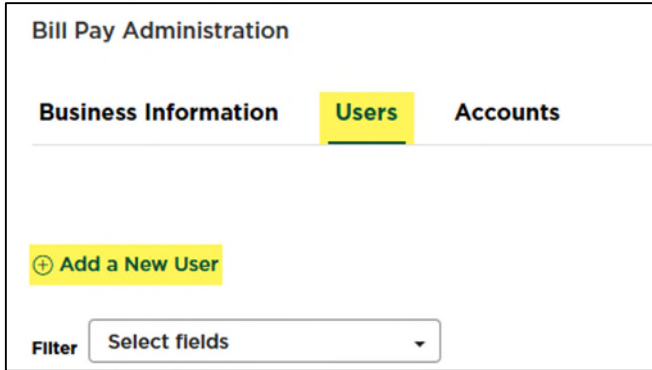 Bill Pay Administration
Business Information Users Accounts
Add a New User
Filter Select fields